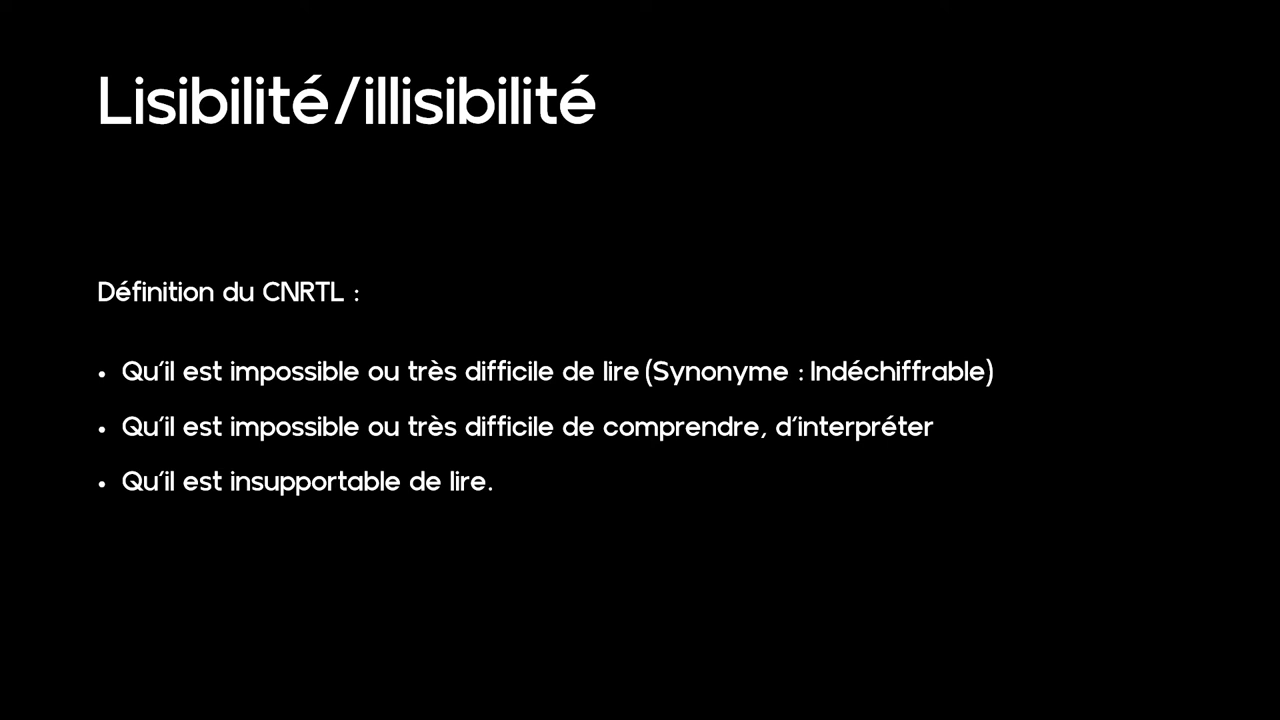 Lisibilité/illisibilité
Définition du CNRTL :
• Qu'il est impossible ou très difficile de lire (Synonyme : Indéchiffrable)
• Qu'il est impossible ou très difficile de comprendre, d'interpréter
• Qu'il est insupportable de lire.